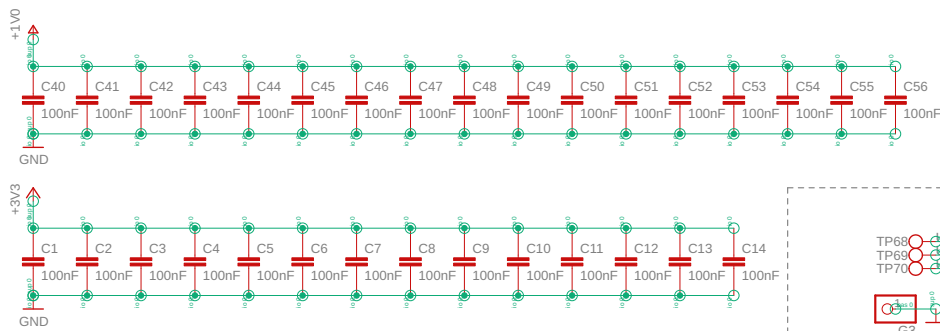 +1V0
C40 C41 C42 C43 C44 C45 C46 C47 C48 C49 C50 C51 C52 C53 C54 C55 C56
100nF 100nF 100nF 100nF 100nF 100nF 100nF 100nF 100nF 100nF 100nF 100nF 100nF 100nF 100nF 100nF 100nF
GND
+3V3
C1 C2 C3 C4 C5 C6 C7 C8 C9 C10 C11 C12 C13 C14
100nF 100nF 100nF 100nF 100nF 100nF 100nF 100nF 100nF 100nF 100nF 100nF 100nF 100nF
GND
TP68
TP69
TP70
1